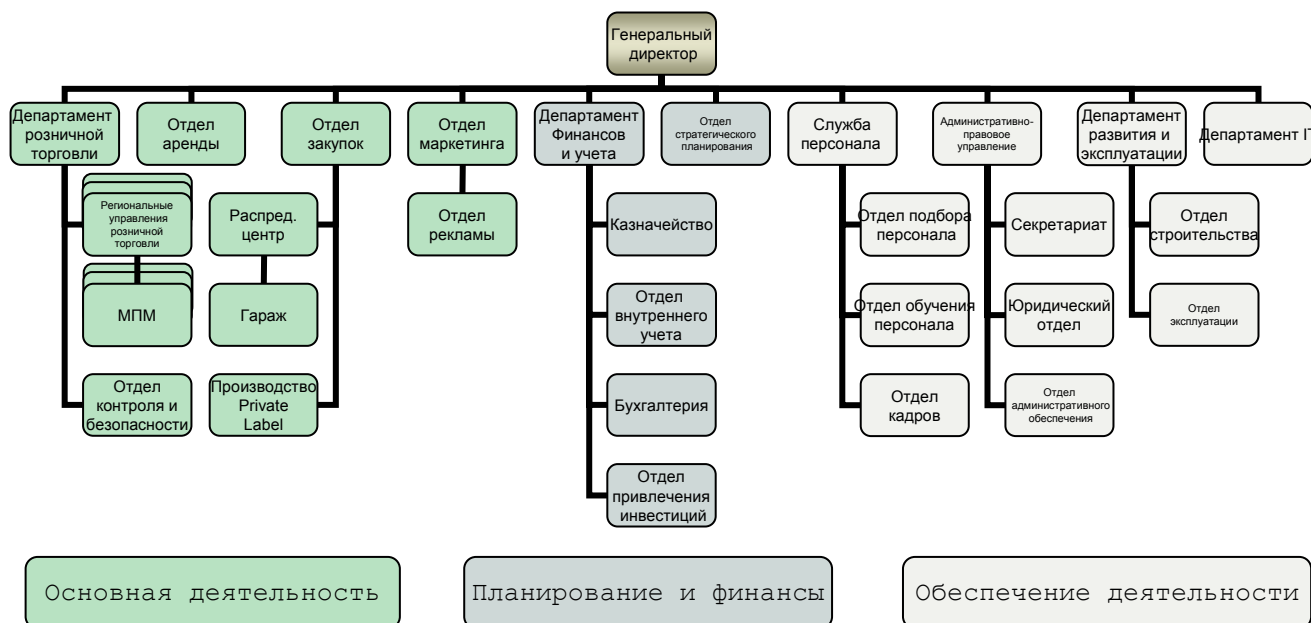 Генеральный
директор
Департамент
розничной
торговли
Отдел
аренды
Отдел
закупок
Отдел
маркетинга
Департамент
Финансов
и учета
Отдел
стратегического
планирования
Служба
персонала
Административно-
правовое
управление
Департамент
развития и
эксплуатации
Департамент IT
Региональные
управления
розничной
торговли
Распред.
центр
Отдел
рекламы
Казначейство
Отдел подбора
персонала
Секретариат
Отдел
строительства
МПМ
Гараж
Отдел
внутреннего
учета
Отдел обучения
персонала
Юридический
отдел
Отдел
эксплуатации
Отдел
контроля и
безопасности
Производство
Private
Label
Бухгалтерия
Отдел
кадров
Отдел
административного
обеспечения
Отдел
привлечения
инвестиций
Основная деятельность
Планирование и финансы
Обеспечение деятельности